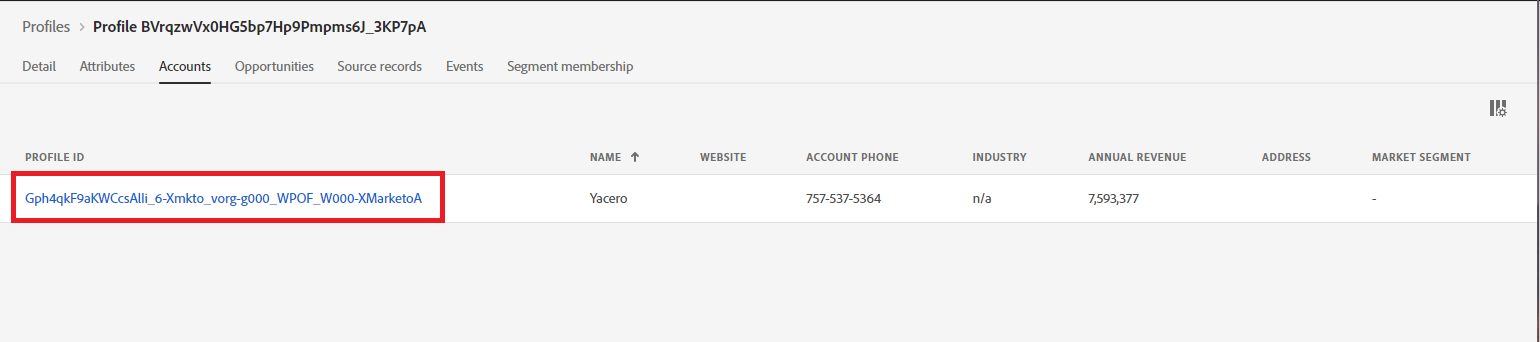 Profiles > Profile BVrqzwVx0HG5bp7Hp9Pmpms6J_3KP7pA
Detail Attributes Accounts Opportunities Source records Events Segment membership
PROFILE ID NAME ↑ WEBSITE ACCOUNT PHONE INDUSTRY ANNUAL REVENUE ADDRESS MARKET SEGMENT
Gph4qkF9aKWCcsAlli_6-Xmkto_vorg-g000_WPOF_W000-XMarketoA Yacero 757-537-5364 n/a 7,593,377 -